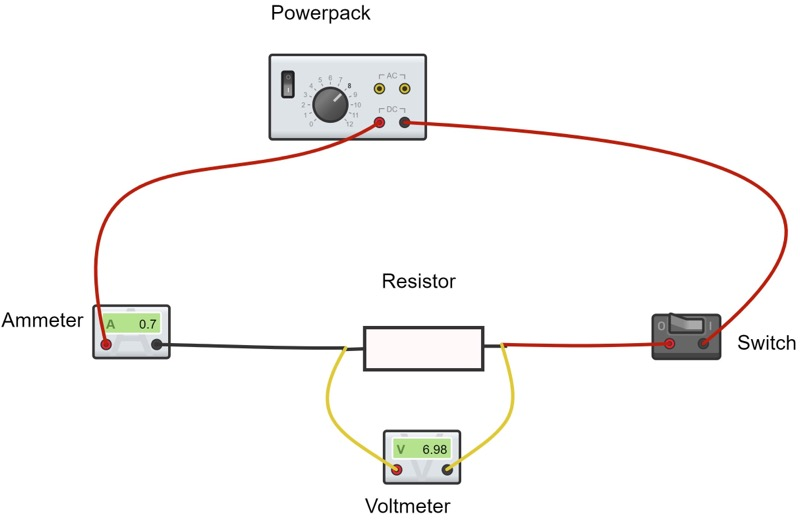 Powerpack
O
I
AC
DC
0
1
2
3
4
5
6
7
8
9
10
11
12
Resistor
Ammeter
A 0.7
O I
Switch
V 6.98
Voltmeter